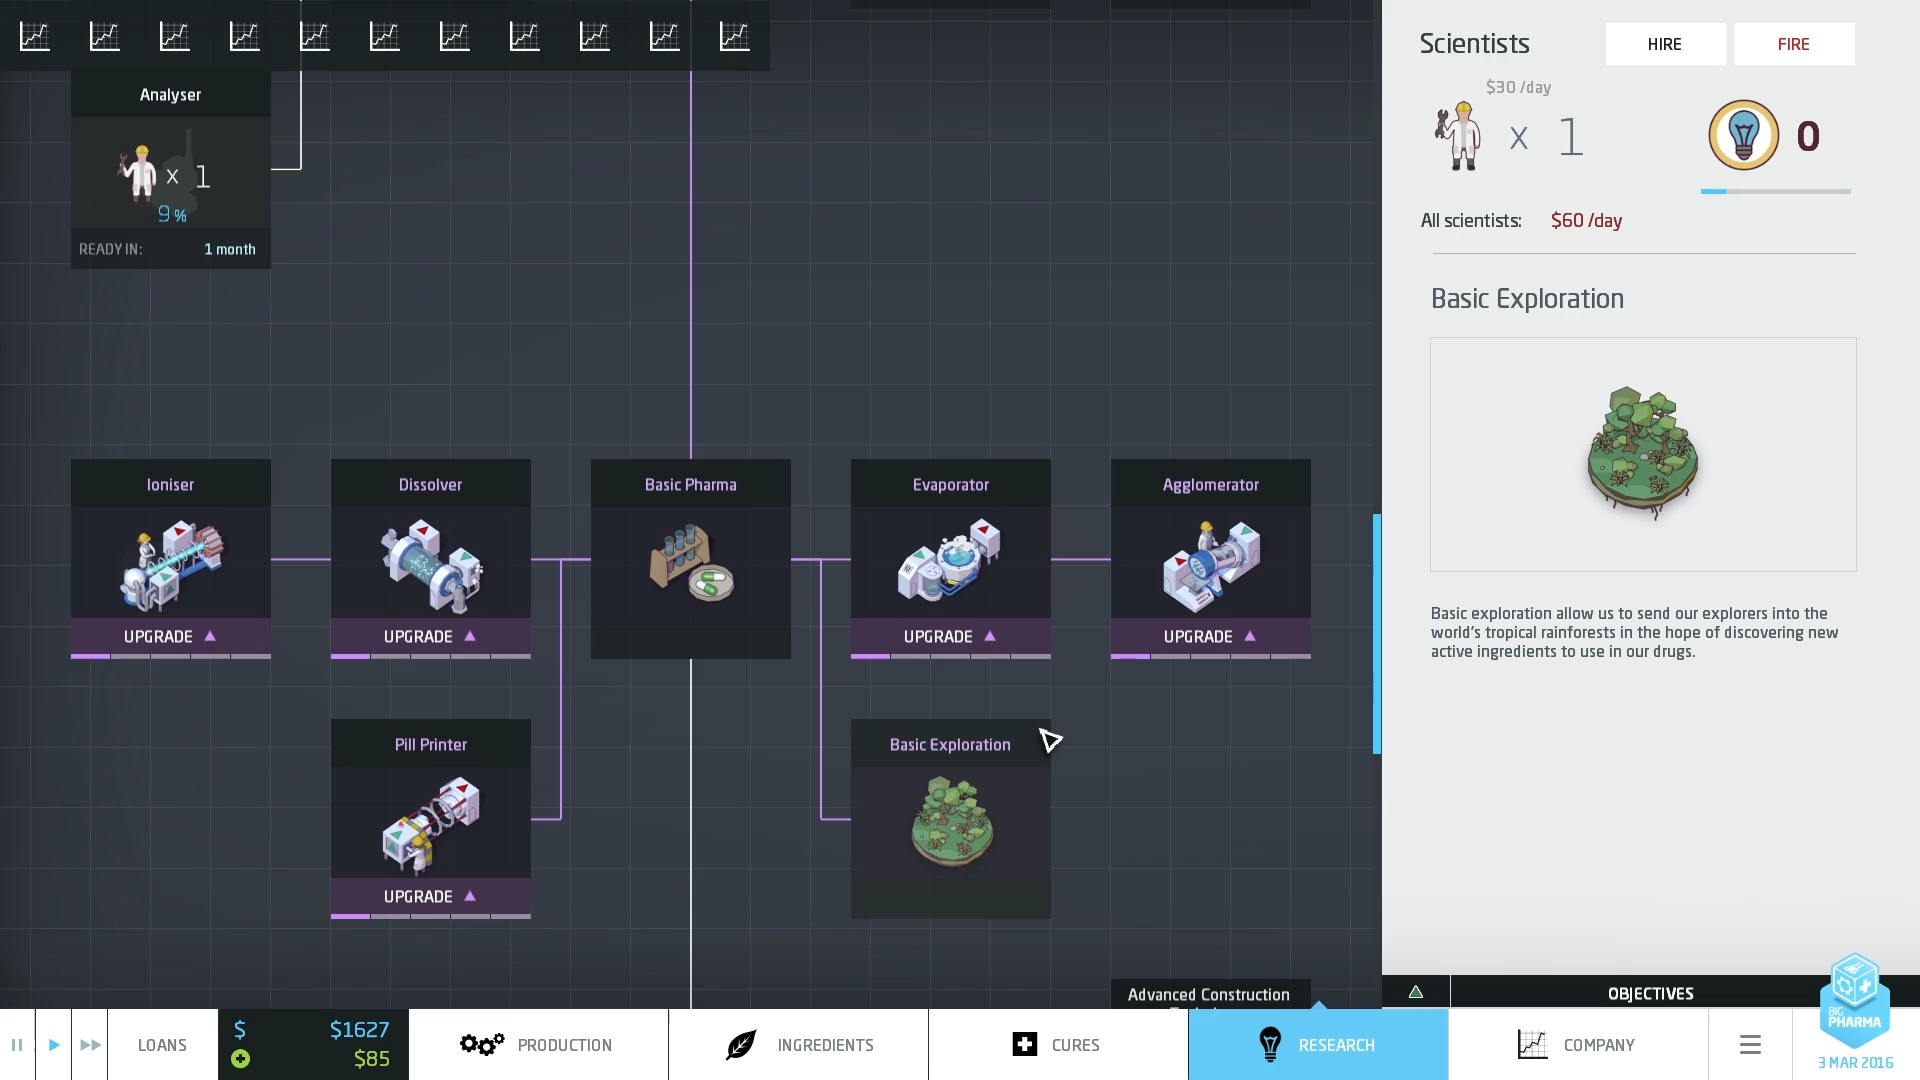 Analyser
x 1
9 %
READY IN: 1 month
Ioniser
UPGRADE
Dissolver
UPGRADE
Basic Pharma
Evaporator
UPGRADE
Agglomerator
UPGRADE
Pill Printer
UPGRADE
Basic Exploration
Advanced Construction
Scientists
HIRE
FIRE
$30 /day
x 1
0
All scientists: $60 /day
Basic Exploration
Basic exploration allow us to send our explorers into the
world's tropical rainforests in the hope of discovering new
active ingredients to use in our drugs.
OBJECTIVES
LOANS
$ $1627
$85
PRODUCTION
INGREDIENTS
CURES
RESEARCH
COMPANY
BIG
PHARMA
3 MAR 2016